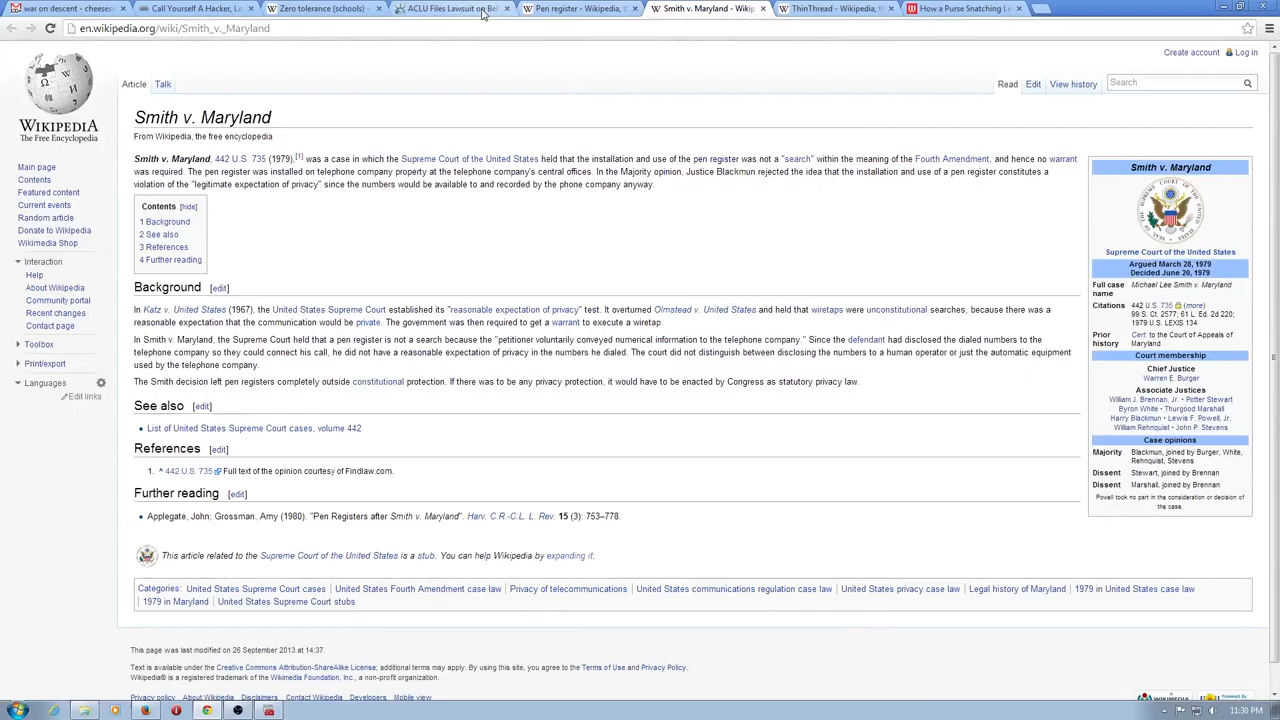 war on descent - cheeses
Call Yourself A Hacker, Lo
Zero tolerance (schools) -
ACLU Files Lawsuit on Be
Pen register - Wikipedia, t
Smith v. Maryland - Wikip
ThinThread - Wikipedia, t
How a Purse Snatching Le
en.wikipedia.org/wiki/Smith_v._Maryland
Create account Log in
Article Talk
Read Edit View history
Search
WIKIPEDIA
The Free Encyclopedia
Main page
Contents
Featured content
Current events
Random article
Donate to Wikipedia
Wikimedia Shop
Interaction
Help
About Wikipedia
Community portal
Recent changes
Contact page
Toolbox
Print/export
Languages
Edit links
Smith v. Maryland
From Wikipedia, the free encyclopedia
Smith v. Maryland, 442 U.S. 735 (1979),[1] was a case in which the Supreme Court of the United States held that the installation and use of the pen register was not a "search" within the meaning of the Fourth Amendment, and hence no warrant
was required. The pen register was installed on telephone company property at the telephone company's central offices. In the Majority opinion, Justice Blackmun rejected the idea that the installation and use of a pen register constitutes a
violation of the "legitimate expectation of privacy" since the numbers would be available to and recorded by the phone company anyway.
Contents [hide]
1 Background
2 See also
3 References
4 Further reading
Background [edit]
In Katz v. United States (1967), the United States Supreme Court established its "reasonable expectation of privacy" test. It overturned Olmstead v. United States and held that wiretaps were unconstitutional searches, because there was a
reasonable expectation that the communication would be private. The government was then required to get a warrant to execute a wiretap.
In Smith v. Maryland, the Supreme Court held that a pen register is not a search because the "petitioner voluntarily conveyed numerical information to the telephone company." Since the defendant had disclosed the dialed numbers to the
telephone company so they could connect his call, he did not have a reasonable expectation of privacy in the numbers he dialed. The court did not distinguish between disclosing the numbers to a human operator or just the automatic equipment
used by the telephone company.
The Smith decision left pen registers completely outside constitutional protection. If there was to be any privacy protection, it would have to be enacted by Congress as statutory privacy law.
See also [edit]
List of United States Supreme Court cases, volume 442
References [edit]
1. ^ 442 U.S. 735 Full text of the opinion courtesy of Findlaw.com.
Further reading [edit]
Applegate, John; Grossman, Amy (1980). "Pen Registers after Smith v. Maryland". Harv. C.R.-C.L. L. Rev. 15 (3): 753–778.
This article related to the Supreme Court of the United States is a stub. You can help Wikipedia by expanding it.
Smith v. Maryland
Supreme Court of the United States
Argued March 28, 1979
Decided June 20, 1979
Full case name Michael Lee Smith v. Maryland
Citations 442 U.S. 735 (more)
99 S. Ct. 2577; 61 L. Ed. 2d 220;
1979 U.S. LEXIS 134
Prior history Cert. to the Court of Appeals of Maryland
Court membership
Chief Justice
Warren E. Burger
Associate Justices
William J. Brennan, Jr. • Potter Stewart
Byron White • Thurgood Marshall
Harry Blackmun • Lewis F. Powell, Jr.
William Rehnquist • John P. Stevens
Case opinions
Majority Blackmun, joined by Burger, White, Rehnquist, Stevens
Dissent Stewart, joined by Brennan
Dissent Marshall, joined by Brennan
Powell took no part in the consideration or decision of
the case.
Categories: United States Supreme Court cases | United States Fourth Amendment case law | Privacy of telecommunications | United States communications regulation case law | United States privacy case law | Legal history of Maryland | 1979 in United States case law
| 1979 in Maryland | United States Supreme Court stubs
This page was last modified on 26 September 2013 at 14:37.
Text is available under the Creative Commons Attribution-ShareAlike License; additional terms may apply. By using this site, you agree to the Terms of Use and Privacy Policy.
Wikipedia® is a registered trademark of the Wikimedia Foundation, Inc., a non-profit organization.
Privacy policy About Wikipedia Disclaimers Contact Wikipedia Developers Mobile view
11:30 PM